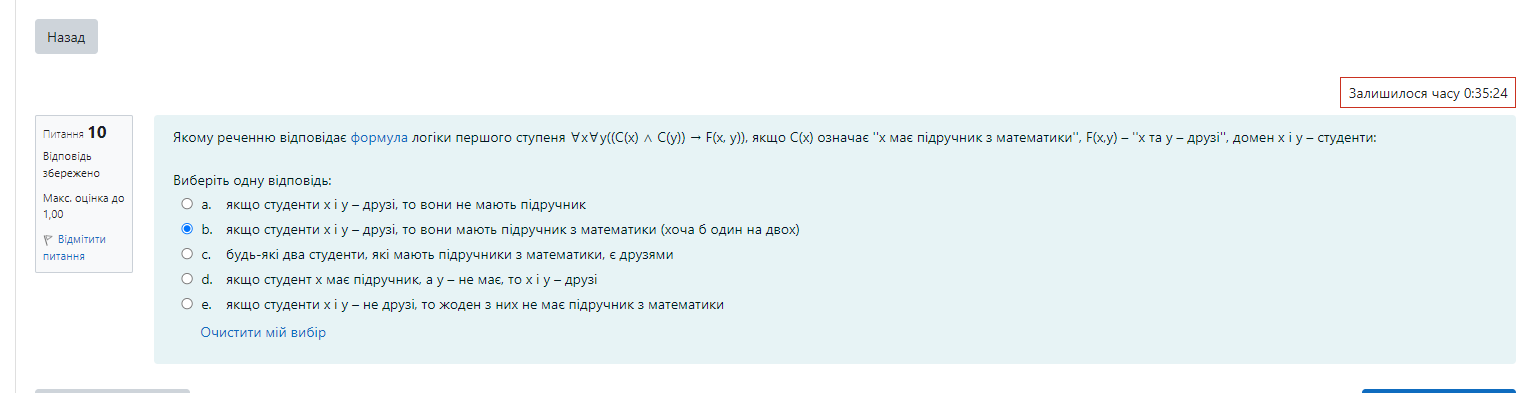 Назад
Залишилося часу 0:35:24
Питання 10
Відповідь
збережено
Макс. оцінка до
1,00
Відмітити
питання
Якому реченню відповідає формула логіки першого ступеня ∀x∀y((C(x) ∧ C(y)) → F(x, y)), якщо C(x) означає "x має підручник з математики", F(x,y) – "x та y – друзі", домен x і y – студенти:
Виберіть одну відповідь:
a. якщо студенти x і y – друзі, то вони не мають підручник
b. якщо студенти x і y – друзі, то вони мають підручник з математики (хоча б один на двох)
c. будь-які два студенти, які мають підручники з математики, є друзями
d. якщо студент x має підручник, а y – не має, то x і y – друзі
e. якщо студенти x і y – не друзі, то жоден з них не має підручник з математики
Очистити мій вибір